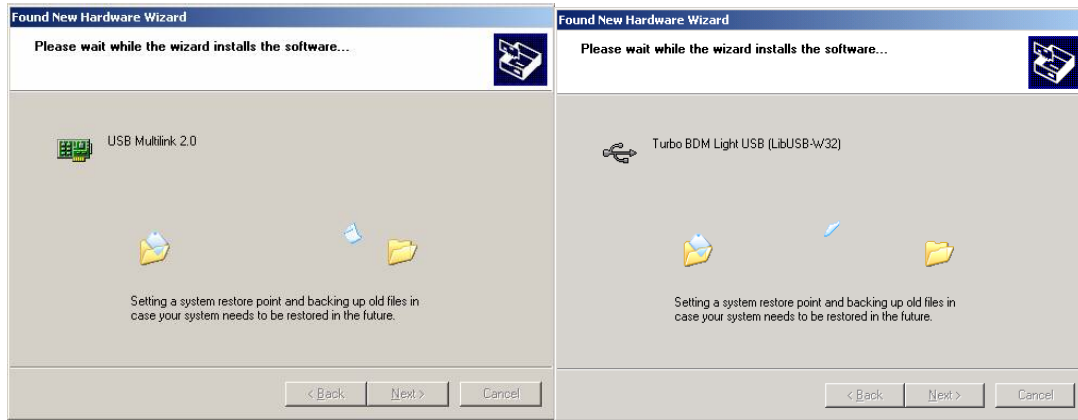 Found New Hardware Wizard
Please wait while the wizard installs the software...
USB Multilink 2.0
Setting a system restore point and backing up old files in
case your system needs to be restored in the future.
< Back
Next >
Cancel
Found New Hardware Wizard
Please wait while the wizard installs the software...
Turbo BDM Light USB (LibUSB-W32)
Setting a system restore point and backing up old files in
case your system needs to be restored in the future.
< Back
Next >
Cancel